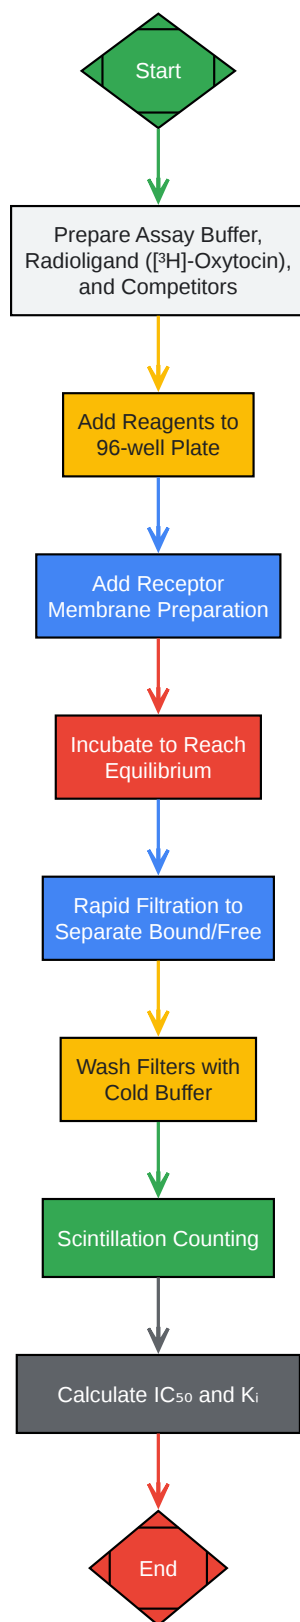 Start
Prepare Assay Buffer,
Radioligand ([³H]-Oxytocin),
and Competitors
Add Reagents to
96-well Plate
Add Receptor
Membrane Preparation
Incubate to Reach
Equilibrium
Rapid Filtration to
Separate Bound/Free
Wash Filters with
Cold Buffer
Scintillation Counting
Calculate IC₅₀ and Kᵢ
End